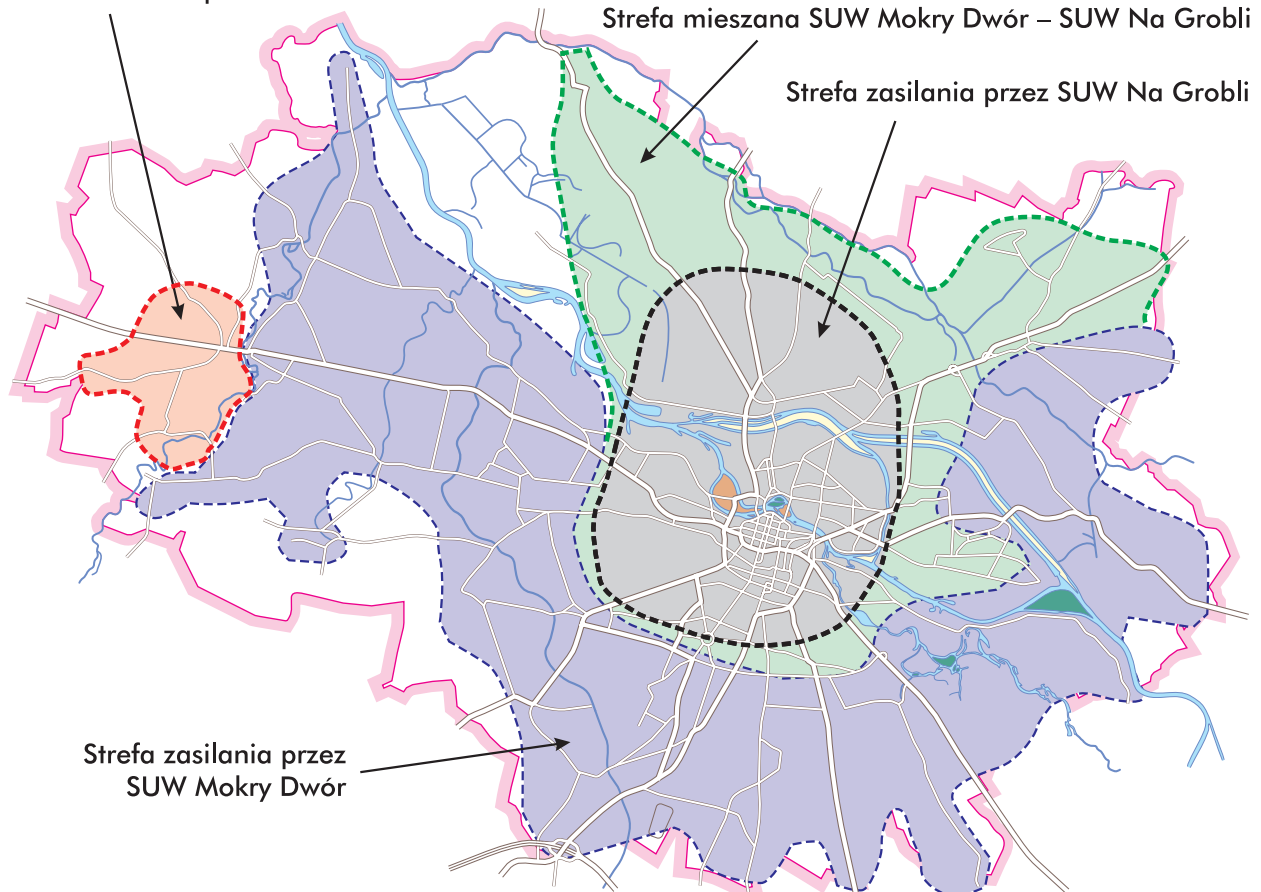 Strefa mieszana SUW Mokry Dwór – SUW Na Grobli
Strefa zasilania przez SUW Na Grobli
Strefa zasilania przez
SUW Mokry Dwór